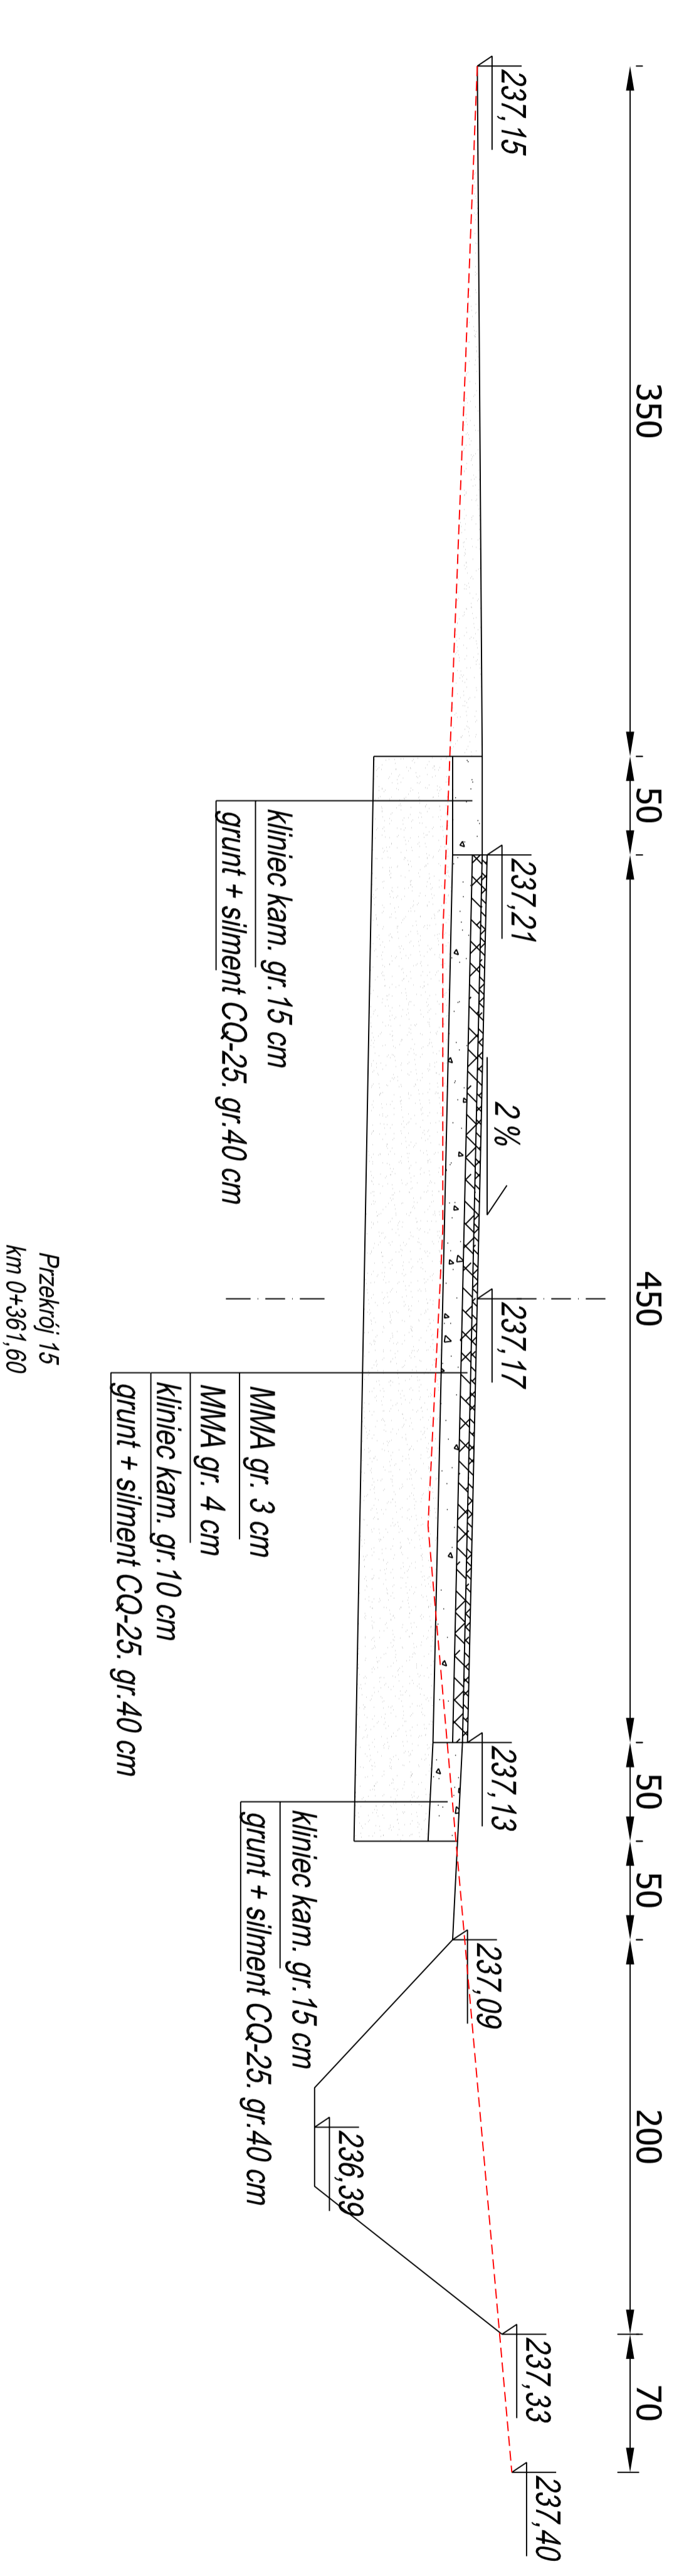 350
50
450
50
50
200
70
237,15
237,21
2 %
237,17
237,13
237,09
236,39
237,33
237,40
kliniec kam. gr.15 cm
grunt + silment CQ-25. gr.40 cm
MMA gr. 3 cm
MMA gr. 4 cm
kliniec kam. gr.10 cm
grunt + silment CQ-25. gr.40 cm
kliniec kam. gr.15 cm
grunt + silment CQ-25. gr.40 cm
Przekrój 15
km 0+361,60